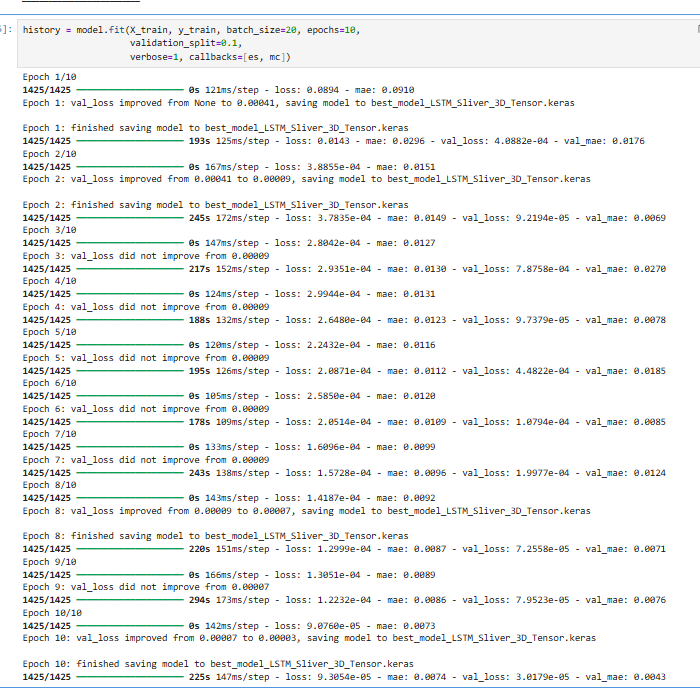 ]:
history = model.fit(X_train, y_train, batch_size=20, epochs=10,
validation_split=0.1,
verbose=1, callbacks=[es, mc])
Epoch 1/10
1425/1425 ━━━━━━━━━━━━━━━━━━━━ 0s 121ms/step - loss: 0.0894 - mae: 0.0910
Epoch 1: val_loss improved from None to 0.00041, saving model to best_model_LSTM_Sliver_3D_Tensor.keras
Epoch 1: finished saving model to best_model_LSTM_Sliver_3D_Tensor.keras
1425/1425 ━━━━━━━━━━━━━━━━━━━━ 193s 125ms/step - loss: 0.0143 - mae: 0.0296 - val_loss: 4.0882e-04 - val_mae: 0.0176
Epoch 2/10
1425/1425 ━━━━━━━━━━━━━━━━━━━━ 0s 167ms/step - loss: 3.8855e-04 - mae: 0.0151
Epoch 2: val_loss improved from 0.00041 to 0.00009, saving model to best_model_LSTM_Sliver_3D_Tensor.keras
Epoch 2: finished saving model to best_model_LSTM_Sliver_3D_Tensor.keras
1425/1425 ━━━━━━━━━━━━━━━━━━━━ 245s 172ms/step - loss: 3.7835e-04 - mae: 0.0149 - val_loss: 9.2194e-05 - val_mae: 0.0069
Epoch 3/10
1425/1425 ━━━━━━━━━━━━━━━━━━━━ 0s 147ms/step - loss: 2.8042e-04 - mae: 0.0127
Epoch 3: val_loss did not improve from 0.00009
1425/1425 ━━━━━━━━━━━━━━━━━━━━ 217s 152ms/step - loss: 2.9351e-04 - mae: 0.0130 - val_loss: 7.8758e-04 - val_mae: 0.0270
Epoch 4/10
1425/1425 ━━━━━━━━━━━━━━━━━━━━ 0s 124ms/step - loss: 2.9944e-04 - mae: 0.0131
Epoch 4: val_loss did not improve from 0.00009
1425/1425 ━━━━━━━━━━━━━━━━━━━━ 188s 132ms/step - loss: 2.6480e-04 - mae: 0.0123 - val_loss: 9.7379e-05 - val_mae: 0.0078
Epoch 5/10
1425/1425 ━━━━━━━━━━━━━━━━━━━━ 0s 120ms/step - loss: 2.2432e-04 - mae: 0.0116
Epoch 5: val_loss did not improve from 0.00009
1425/1425 ━━━━━━━━━━━━━━━━━━━━ 195s 126ms/step - loss: 2.0871e-04 - mae: 0.0112 - val_loss: 4.4822e-04 - val_mae: 0.0185
Epoch 6/10
1425/1425 ━━━━━━━━━━━━━━━━━━━━ 0s 105ms/step - loss: 2.5850e-04 - mae: 0.0120
Epoch 6: val_loss did not improve from 0.00009
1425/1425 ━━━━━━━━━━━━━━━━━━━━ 178s 109ms/step - loss: 2.0514e-04 - mae: 0.0109 - val_loss: 1.0794e-04 - val_mae: 0.0085
Epoch 7/10
1425/1425 ━━━━━━━━━━━━━━━━━━━━ 0s 133ms/step - loss: 1.6096e-04 - mae: 0.0099
Epoch 7: val_loss did not improve from 0.00009
1425/1425 ━━━━━━━━━━━━━━━━━━━━ 243s 138ms/step - loss: 1.5728e-04 - mae: 0.0096 - val_loss: 1.9977e-04 - val_mae: 0.0124
Epoch 8/10
1425/1425 ━━━━━━━━━━━━━━━━━━━━ 0s 143ms/step - loss: 1.4187e-04 - mae: 0.0092
Epoch 8: val_loss improved from 0.00009 to 0.00007, saving model to best_model_LSTM_Sliver_3D_Tensor.keras
Epoch 8: finished saving model to best_model_LSTM_Sliver_3D_Tensor.keras
1425/1425 ━━━━━━━━━━━━━━━━━━━━ 220s 151ms/step - loss: 1.2999e-04 - mae: 0.0087 - val_loss: 7.2558e-05 - val_mae: 0.0071
Epoch 9/10
1425/1425 ━━━━━━━━━━━━━━━━━━━━ 0s 166ms/step - loss: 1.3051e-04 - mae: 0.0089
Epoch 9: val_loss did not improve from 0.00007
1425/1425 ━━━━━━━━━━━━━━━━━━━━ 294s 173ms/step - loss: 1.2232e-04 - mae: 0.0086 - val_loss: 7.9523e-05 - val_mae: 0.0076
Epoch 10/10
1425/1425 ━━━━━━━━━━━━━━━━━━━━ 0s 142ms/step - loss: 9.0760e-05 - mae: 0.0073
Epoch 10: val_loss improved from 0.00007 to 0.00003, saving model to best_model_LSTM_Sliver_3D_Tensor.keras
Epoch 10: finished saving model to best_model_LSTM_Sliver_3D_Tensor.keras
1425/1425 ━━━━━━━━━━━━━━━━━━━━ 225s 147ms/step - loss: 9.3054e-05 - mae: 0.0074 - val_loss: 3.0179e-05 - val_mae: 0.0043